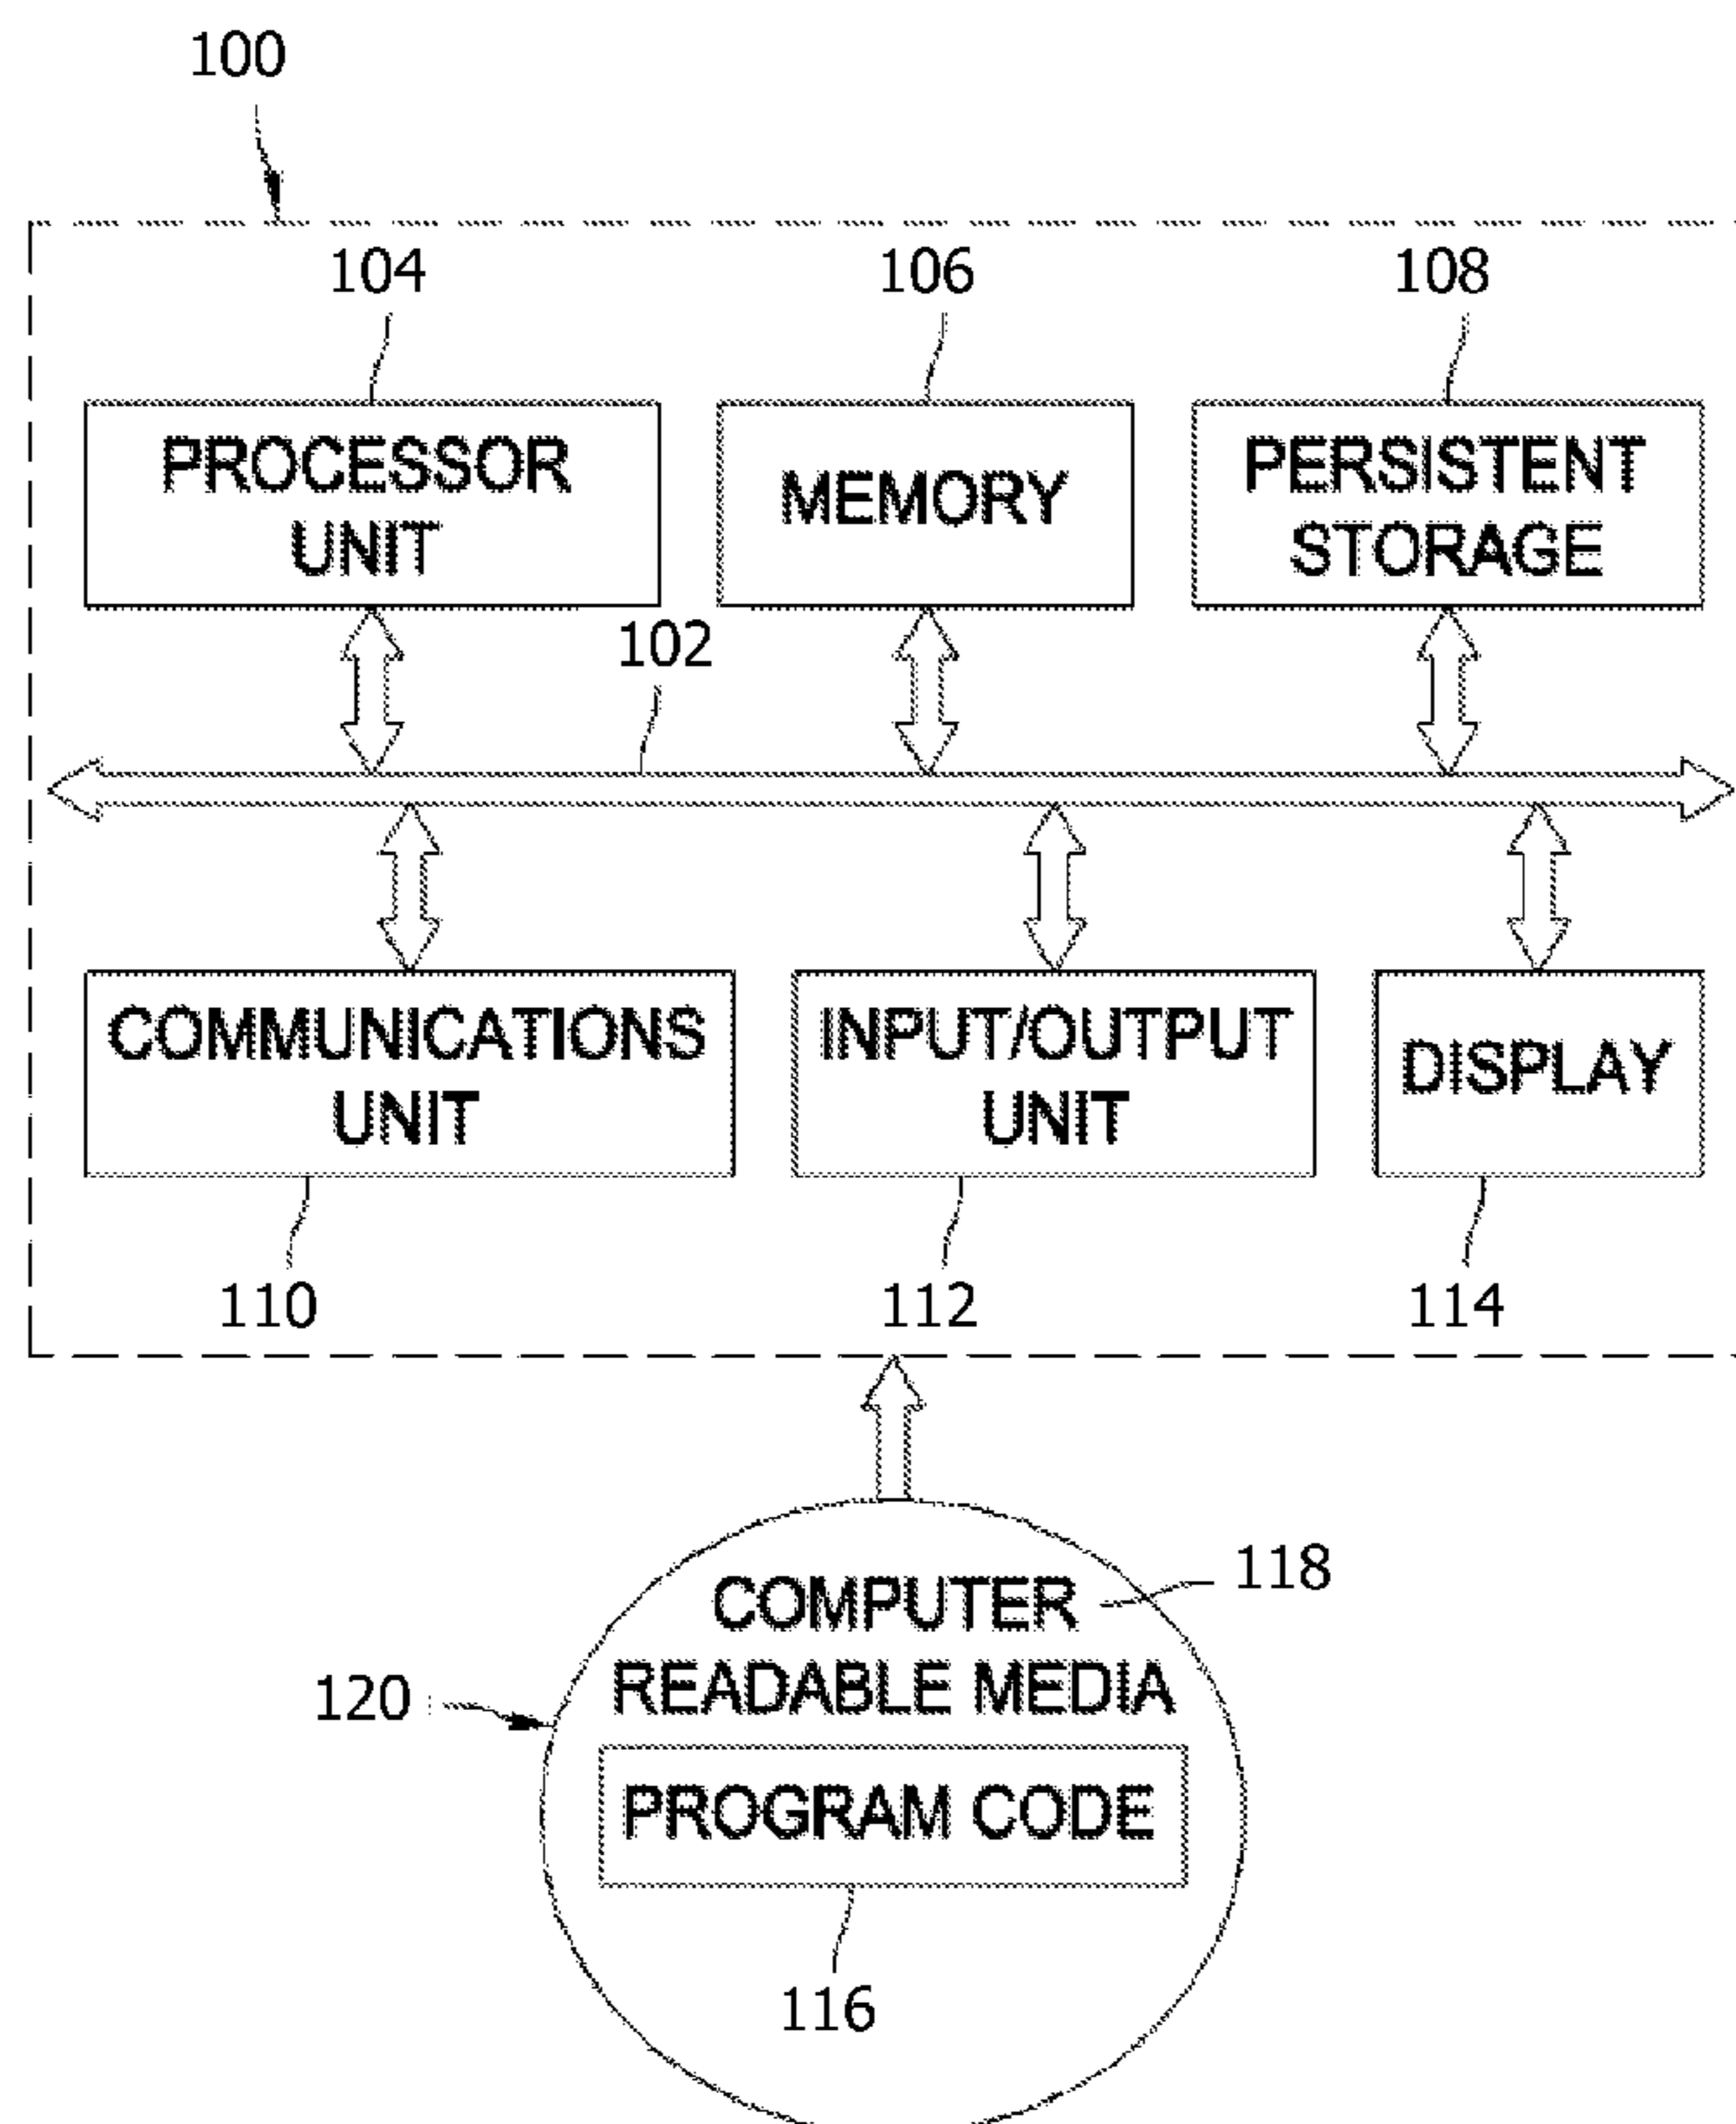 100
104
106
108
PROCESSOR
UNIT
MEMORY
PERSISTENT
STORAGE
102
COMMUNICATIONS
UNIT
INPUT/OUTPUT
UNIT
DISPLAY
110
112
114
COMPUTER
READABLE MEDIA
118
120
PROGRAM CODE
116